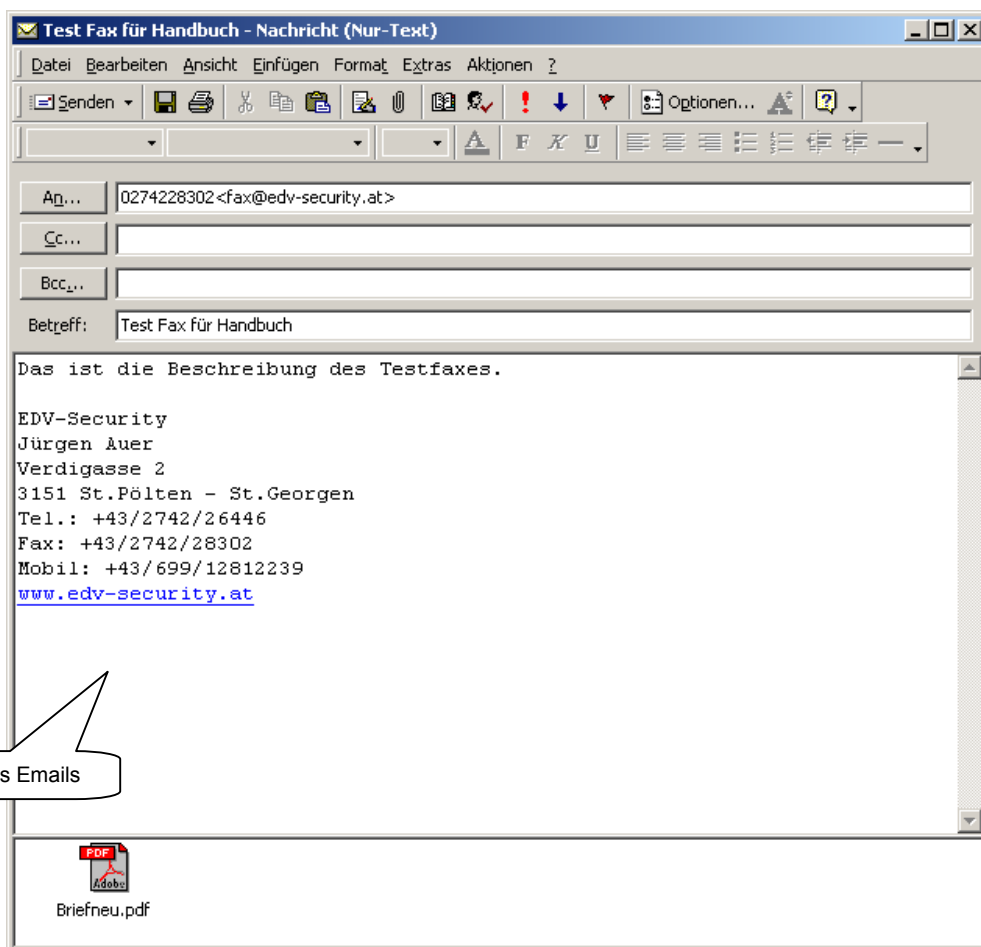 Test Fax für Handbuch - Nachricht (Nur-Text)
Datei Bearbeiten Ansicht Einfügen Format Extras Aktionen ?
Senden Optionen...
A F K U
An... 0274228302<fax@edv-security.at>
Cc...
Bcc...
Betreff: Test Fax für Handbuch
Das ist die Beschreibung des Testfaxes.
EDV-Security
Jürgen Auer
Verdigasse 2
3151 St.Pölten - St.Georgen
Tel.: +43/2742/26446
Fax: +43/2742/28302
Mobil: +43/699/12812239
www.edv-security.at
s Emails
PDF
Adobe
Briefneu.pdf